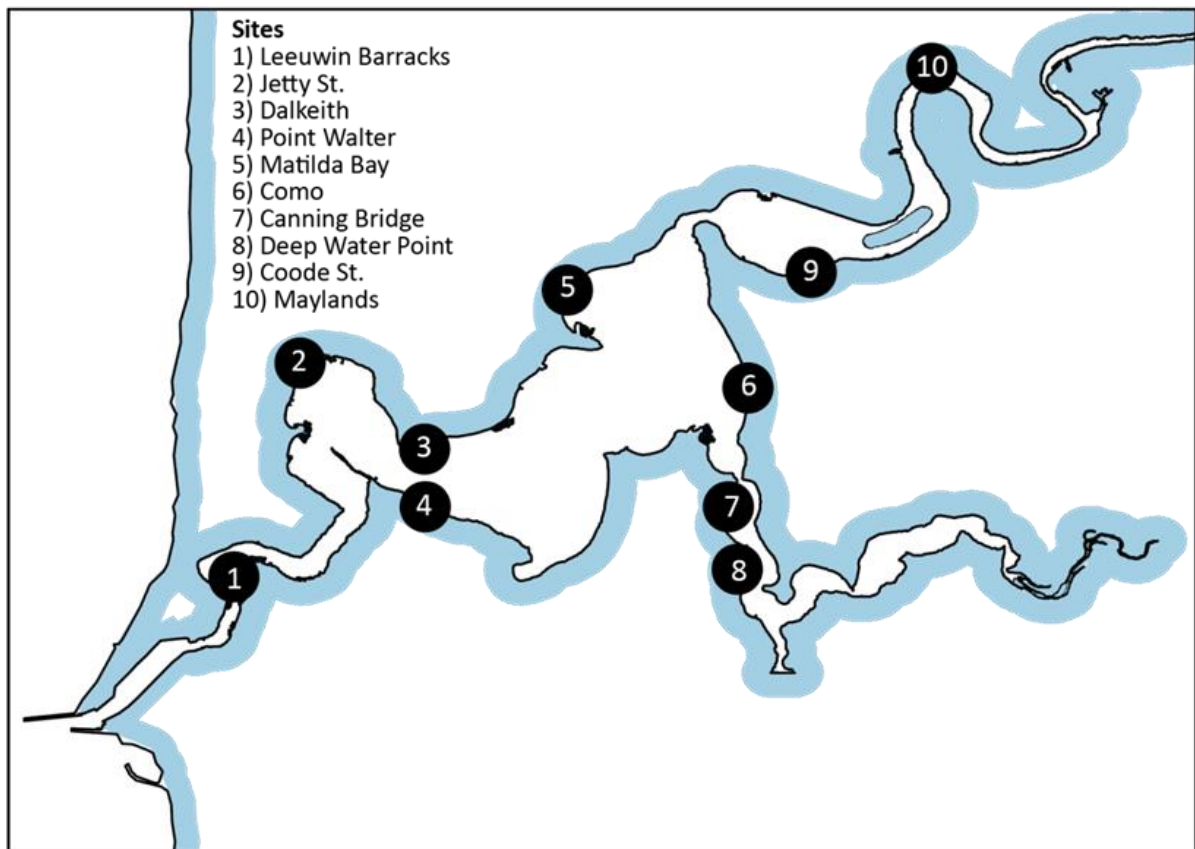 Sites
1) Leeuwin Barracks
2) Jetty St.
3) Dalkeith
4) Point Walter
5) Matilda Bay
6) Como
7) Canning Bridge
8) Deep Water Point
9) Coode St.
10) Maylands
10
9
5
2
6
3
4
7
8
1